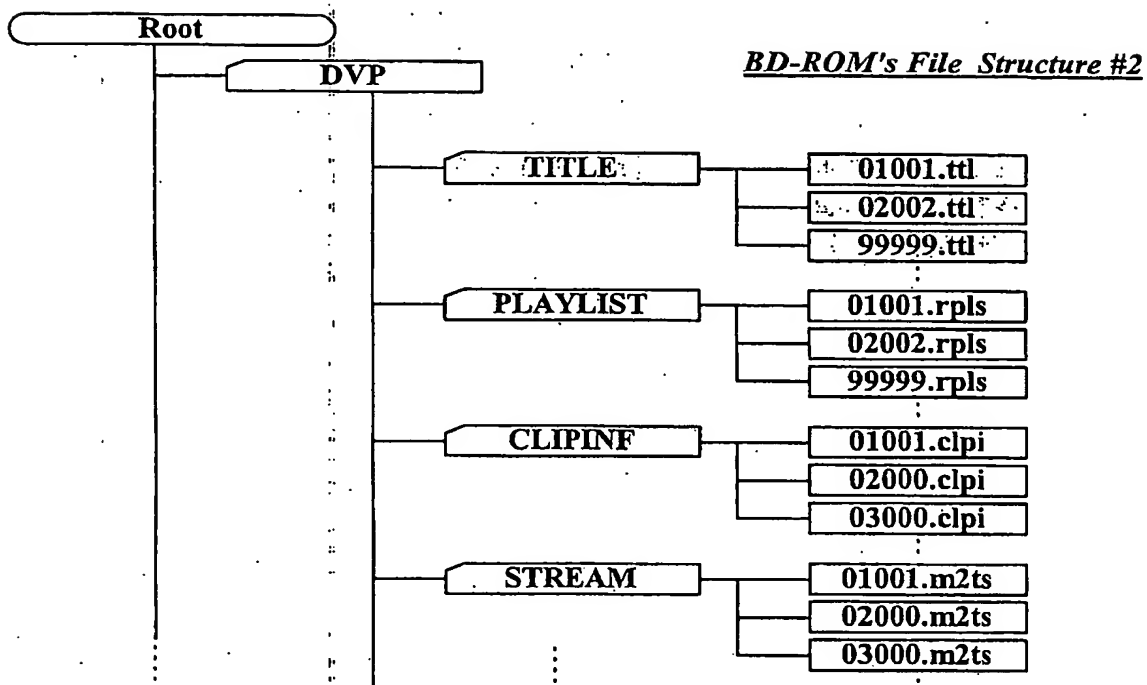 Root
DVP
BD-ROM's File Structure #2
TITLE
01001.ttl
02002.ttl
99999.ttl
PLAYLIST
01001.rpls
02002.rpls
99999.rpls
CLIPINF
01001.clpi
02000.clpi
03000.clpi
STREAM
01001.m2ts
02000.m2ts
03000.m2ts